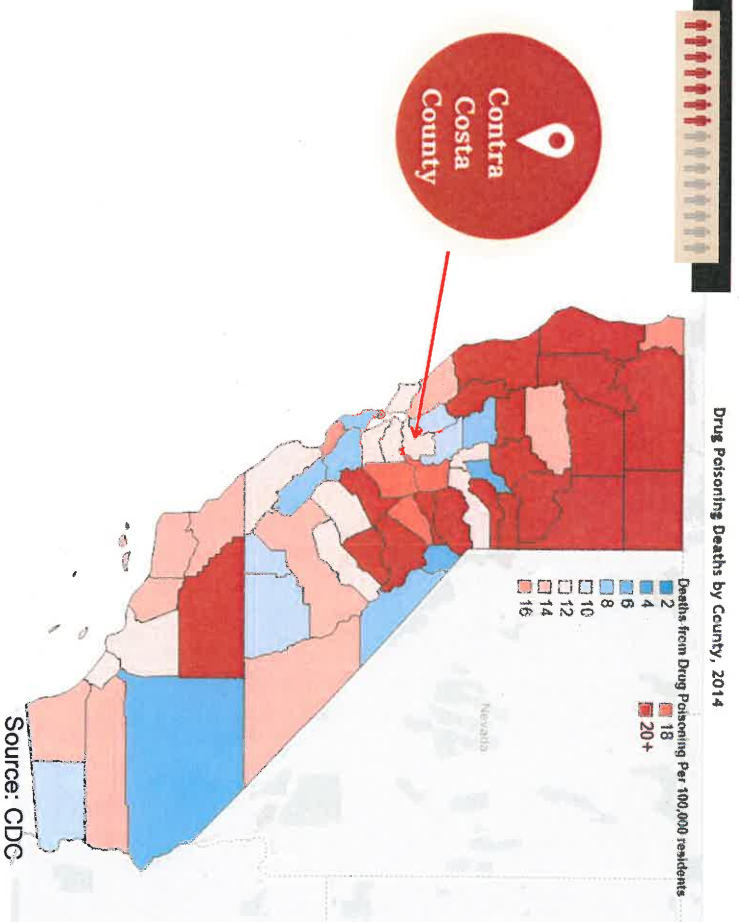 Drug Poisoning Deaths by County, 2014
Deaths from Drug Poisoning Per 100,000 residents
2
4
6
8
10
12
14
16
18
20+
Nevada
Contra
Costa
County
Source: CDC